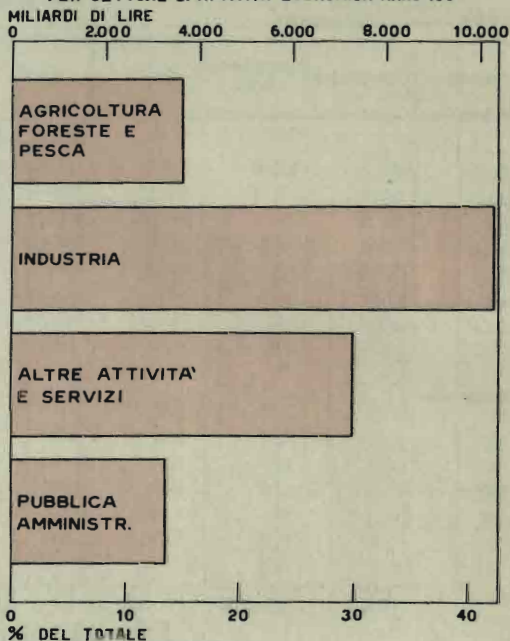 MILIARDI DI LIRE
0 2.000 4.000 6.000 8.000 10.000
AGRICOLTURA
FORESTE E
PESCA
INDUSTRIA
ALTRE ATTIVITA'
E SERVIZI
PUBBLICA
AMMINISTR.
0 10 20 30 40
% DEL TOTALE